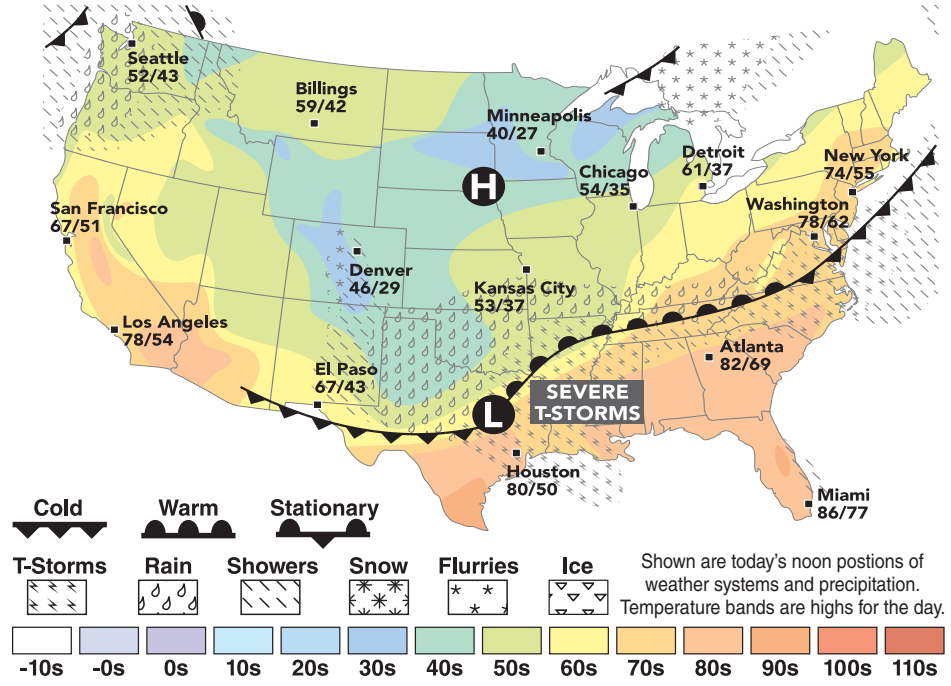 Seattle
52/43
Billings
59/42
Minneapolis
40/27
Detroit
61/37
New York
74/55
Chicago
54/35
H
Washington
78/62
San Francisco
67/51
Denver
46/29
Kansas City
53/37
Los Angeles
78/54
Atlanta
82/69
El Paso
67/43
SEVERE
T-STORMS
L
Houston
80/50
Miami
86/77
Cold
Warm
Stationary
T-Storms
Rain
Showers
Snow
Flurries
Ice
Shown are today's noon postions of
weather systems and precipitation.
Temperature bands are highs for the day.
-10s
-0s
0s
10s
20s
30s
40s
50s
60s
70s
80s
90s
100s
110s